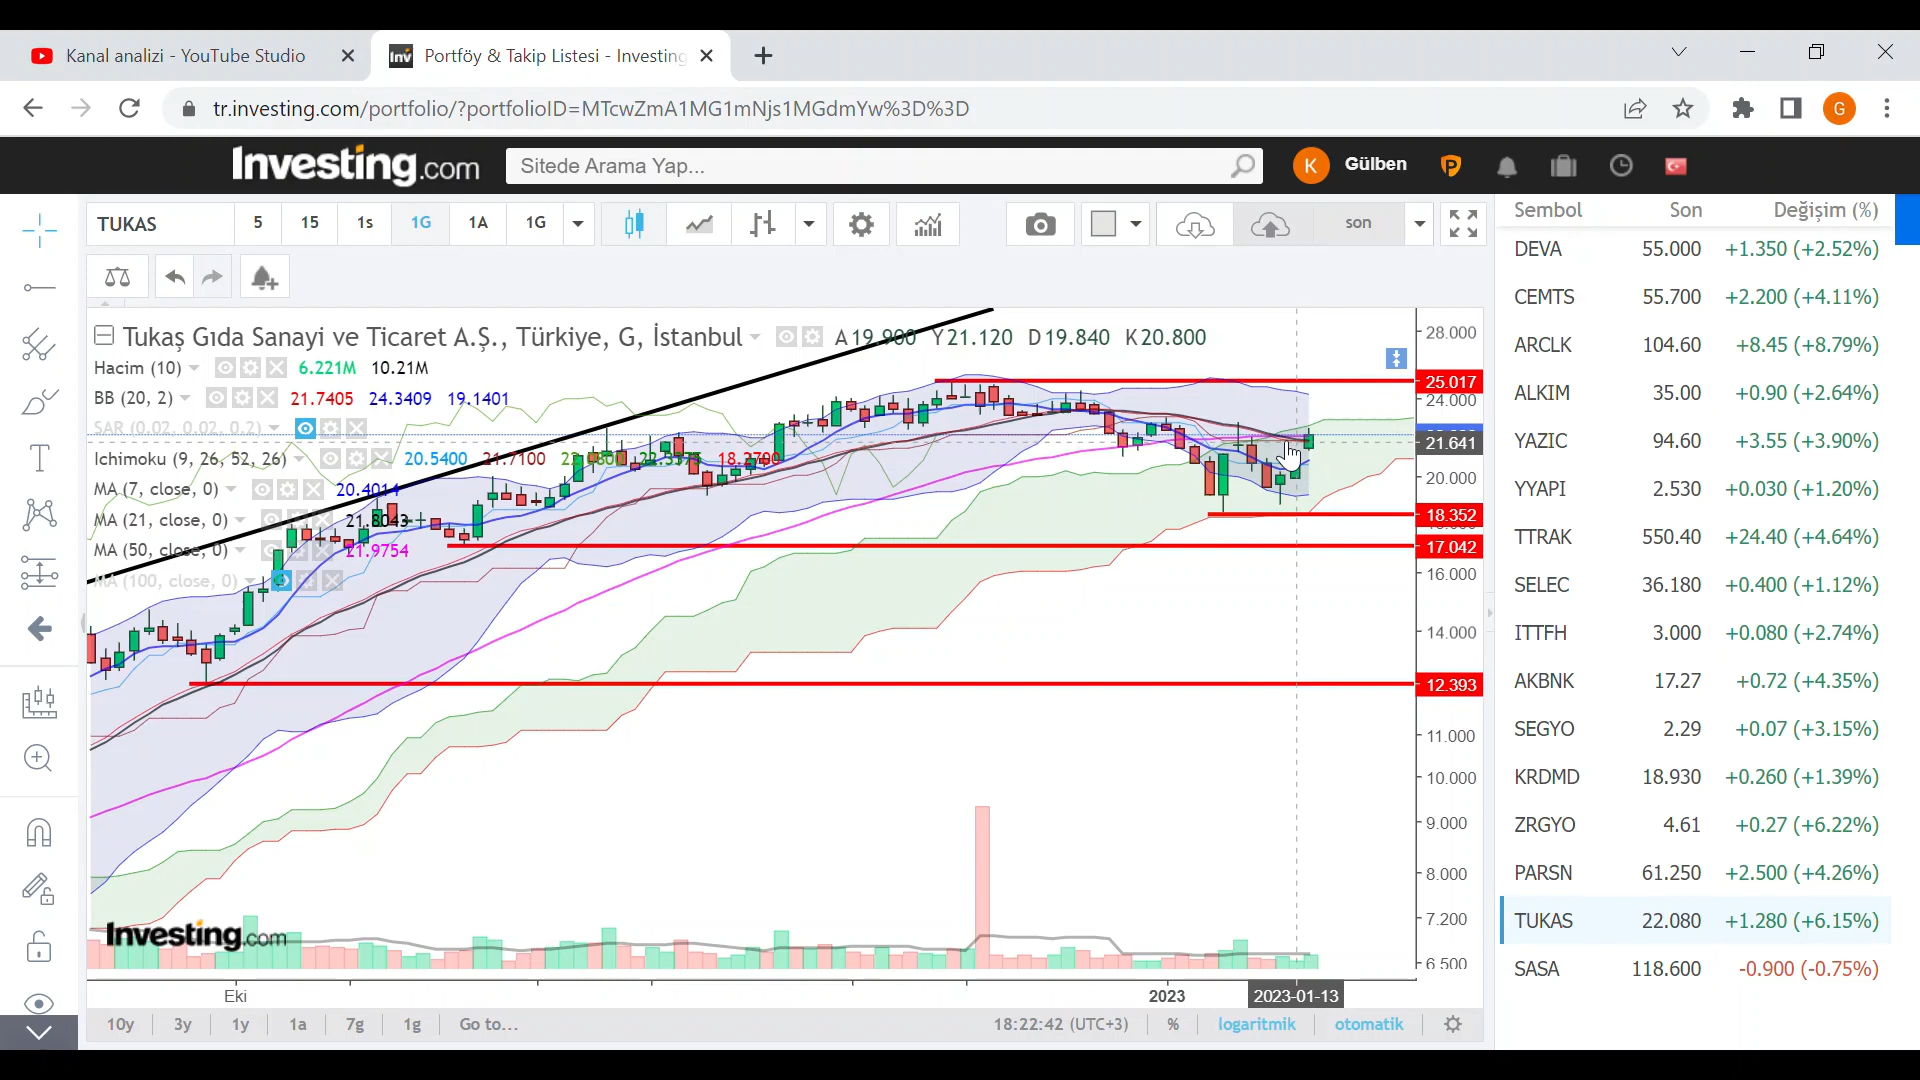 Kanal analizi - YouTube Studio
Portföy & Takip Listesi - Investing
tr.investing.com/portfolio/?portfolioID=MTcwZmA1MG1mNjs1MGdmYw%3D%3D
G
Investing.com
Sitede Arama Yap...
K
Gülben
P
TUKAS 5 15 1s 1G 1A 1G
son
Tukaş Gıda Sanayi ve Ticaret A.Ş., Türkiye, G, İstanbul A19.900 Y21.120 D19.840 K20.800
Hacim (10) 6.221M 10.21M
BB (20, 2) 21.7405 24.3409 19.1401
SAR (0.02, 0.02, 0.2)
Ichimoku (9, 26, 52, 26) 20.5400 21.7100 22.3375 18.2700
MA (7, close, 0) 20.4014
MA (21, close, 0) 21.8043
MA (50, close, 0) 21.9754
MA (100, close, 0)
28.000
25.017
24.000
21.641
20.000
18.352
17.042
16.000
14.000
12.393
11.000
10.000
9.000
8.000
7.200
6.500
Investing.com
Eki
2023
2023-01-13
10y 3y 1y 1a 7g 1g Go to...
18:22:42 (UTC+3) % logaritmik otomatik
Sembol Son Değişim (%)
DEVA 55.000 +1.350 (+2.52%)
CEMTS 55.700 +2.200 (+4.11%)
ARCLK 104.60 +8.45 (+8.79%)
ALKIM 35.00 +0.90 (+2.64%)
YAZIC 94.60 +3.55 (+3.90%)
YYAPI 2.530 +0.030 (+1.20%)
TTRAK 550.40 +24.40 (+4.64%)
SELEC 36.180 +0.400 (+1.12%)
ITTFH 3.000 +0.080 (+2.74%)
AKBNK 17.27 +0.72 (+4.35%)
SEGYO 2.29 +0.07 (+3.15%)
KRDMD 18.930 +0.260 (+1.39%)
ZRGYO 4.61 +0.27 (+6.22%)
PARSN 61.250 +2.500 (+4.26%)
TUKAS 22.080 +1.280 (+6.15%)
SASA 118.600 -0.900 (-0.75%)